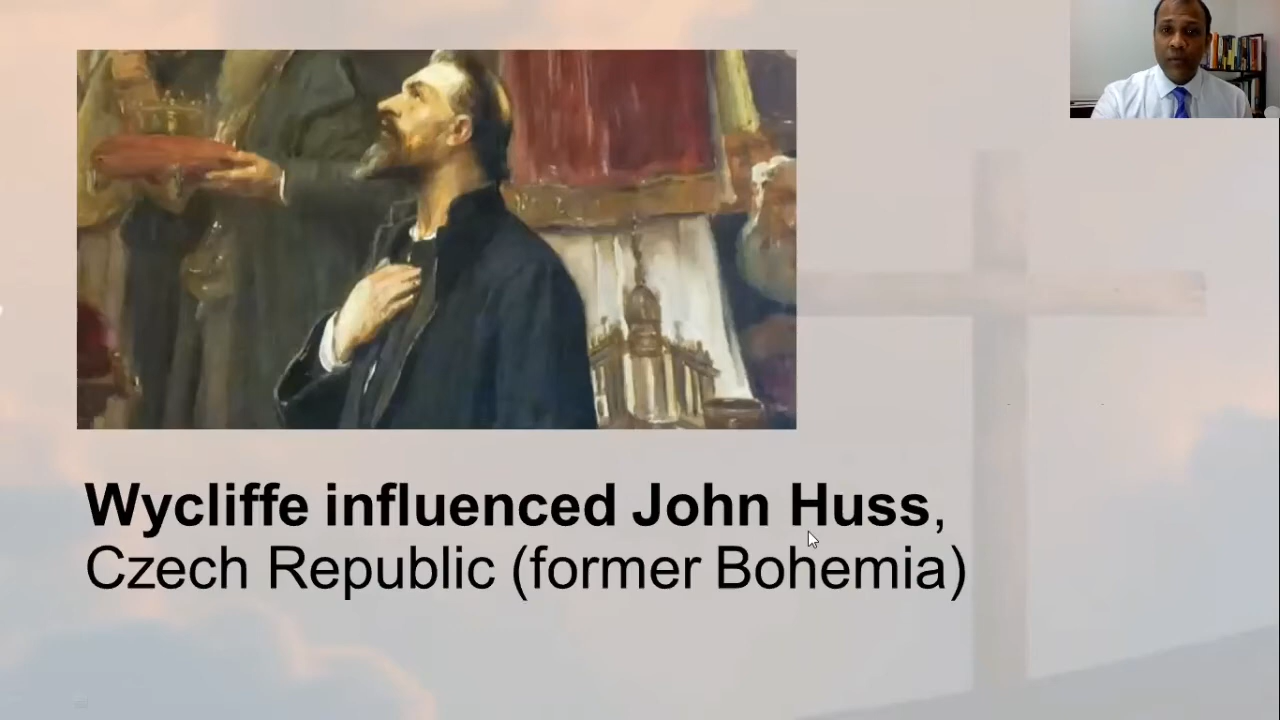 Wycliffe influenced John Huss,
Czech Republic (former Bohemia)